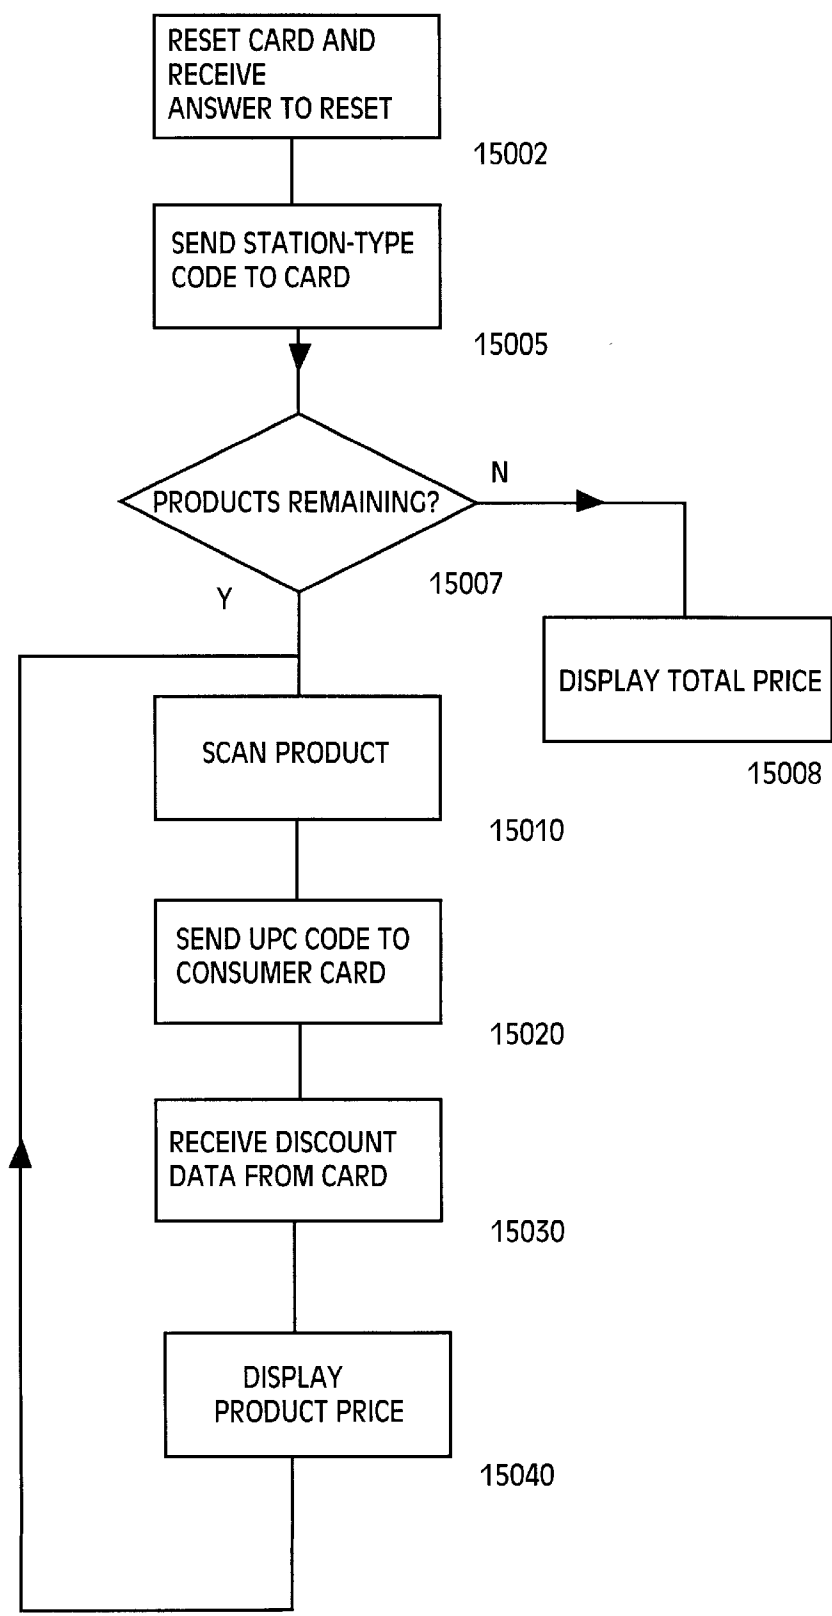 RESET CARD AND
RECEIVE
ANSWER TO RESET
15002
SEND STATION-TYPE
CODE TO CARD
15005
PRODUCTS REMAINING?
N
15007
Y
DISPLAY TOTAL PRICE
15008
SCAN PRODUCT
15010
SEND UPC CODE TO
CONSUMER CARD
15020
RECEIVE DISCOUNT
DATA FROM CARD
15030
DISPLAY
PRODUCT PRICE
15040